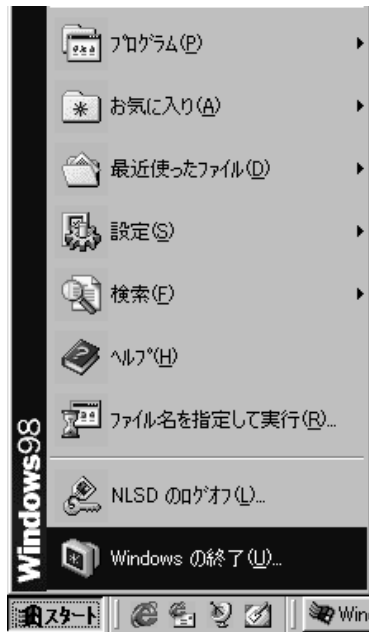 プログラム(P)
お気に入り(A)
最近使ったファイル(D)
設定(S)
検索(F)
ヘルプ(H)
ファイル名を指定して実行(R)...
NLSD のログオフ(L)...
Windows の終了(U)...
Windows98
スタート
Win